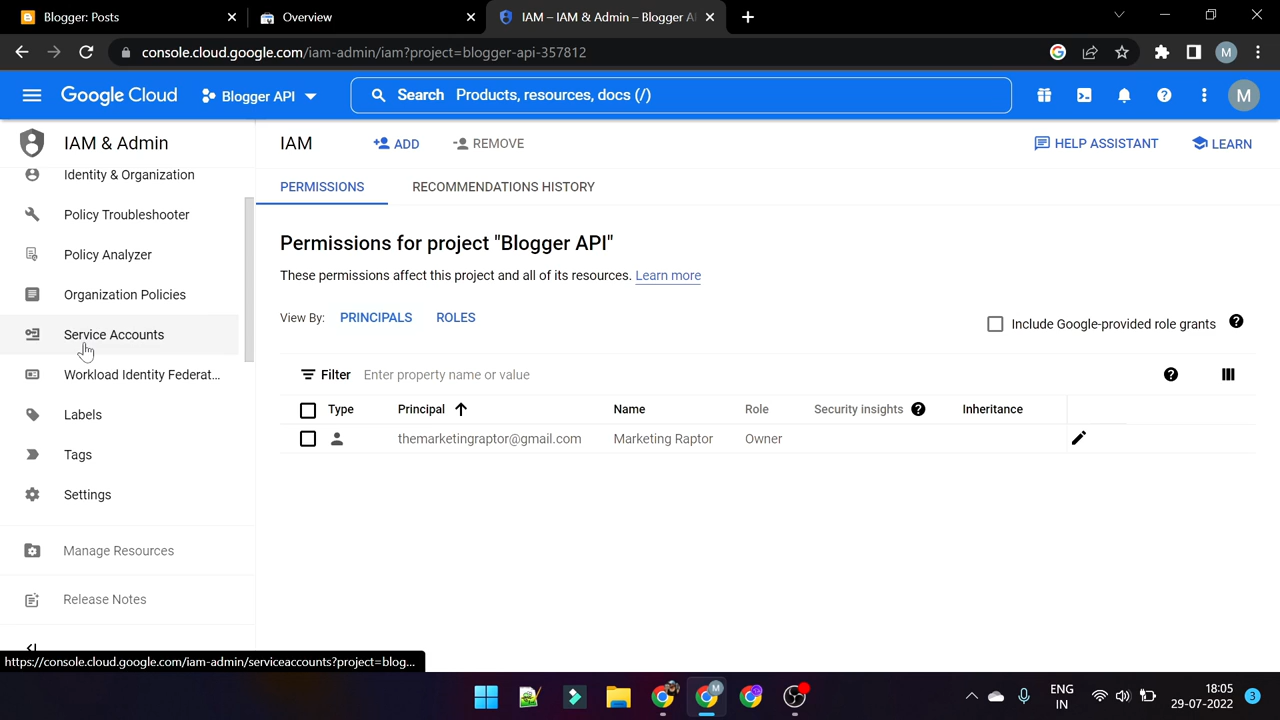 Blogger: Posts
Overview
IAM – IAM & Admin – Blogger A
console.cloud.google.com/iam-admin/iam?project=blogger-api-357812
M
Google Cloud
Blogger API
Search Products, resources, docs (/)
M
IAM & Admin
IAM
ADD
REMOVE
HELP ASSISTANT
LEARN
Identity & Organization
Policy Troubleshooter
Policy Analyzer
Organization Policies
Service Accounts
Workload Identity Federat...
Labels
Tags
Settings
Manage Resources
Release Notes
PERMISSIONS
RECOMMENDATIONS HISTORY
Permissions for project "Blogger API"
These permissions affect this project and all of its resources. Learn more
View By: PRINCIPALS ROLES
Include Google-provided role grants
Filter Enter property name or value
Type Principal Name Role Security insights Inheritance
themarketingraptor@gmail.com Marketing Raptor Owner
https://console.cloud.google.com/iam-admin/serviceaccounts?project=blog...
M
ENG
IN
18:05
29-07-2022
3